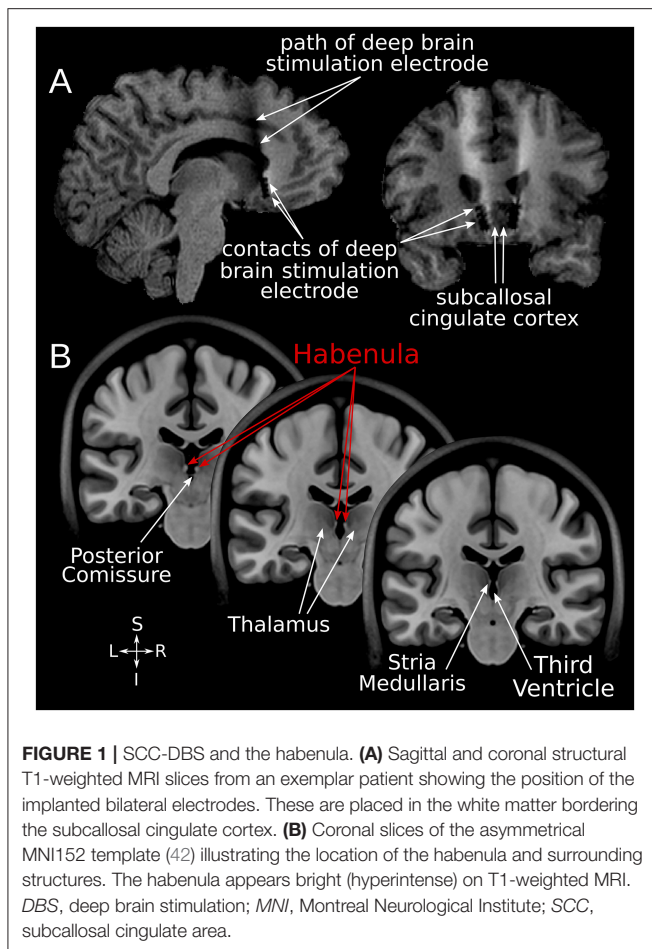 path of deep brain
stimulation electrode
A
contacts of deep
brain stimulation
electrode
subcallosal
cingulate cortex
B
Habenula
Posterior
Comissure
Thalamus
Stria
Medullaris
Third
Ventricle
S
L R
I
FIGURE 1 | SCC-DBS and the habenula. (A) Sagittal and coronal structural
T1-weighted MRI slices from an exemplar patient showing the position of the
implanted bilateral electrodes. These are placed in the white matter bordering
the subcallosal cingulate cortex. (B) Coronal slices of the asymmetrical
MNI152 template (42) illustrating the location of the habenula and surrounding
structures. The habenula appears bright (hyperintense) on T1-weighted MRI.
DBS, deep brain stimulation; MNI, Montreal Neurological Institute; SCC,
subcallosal cingulate area.